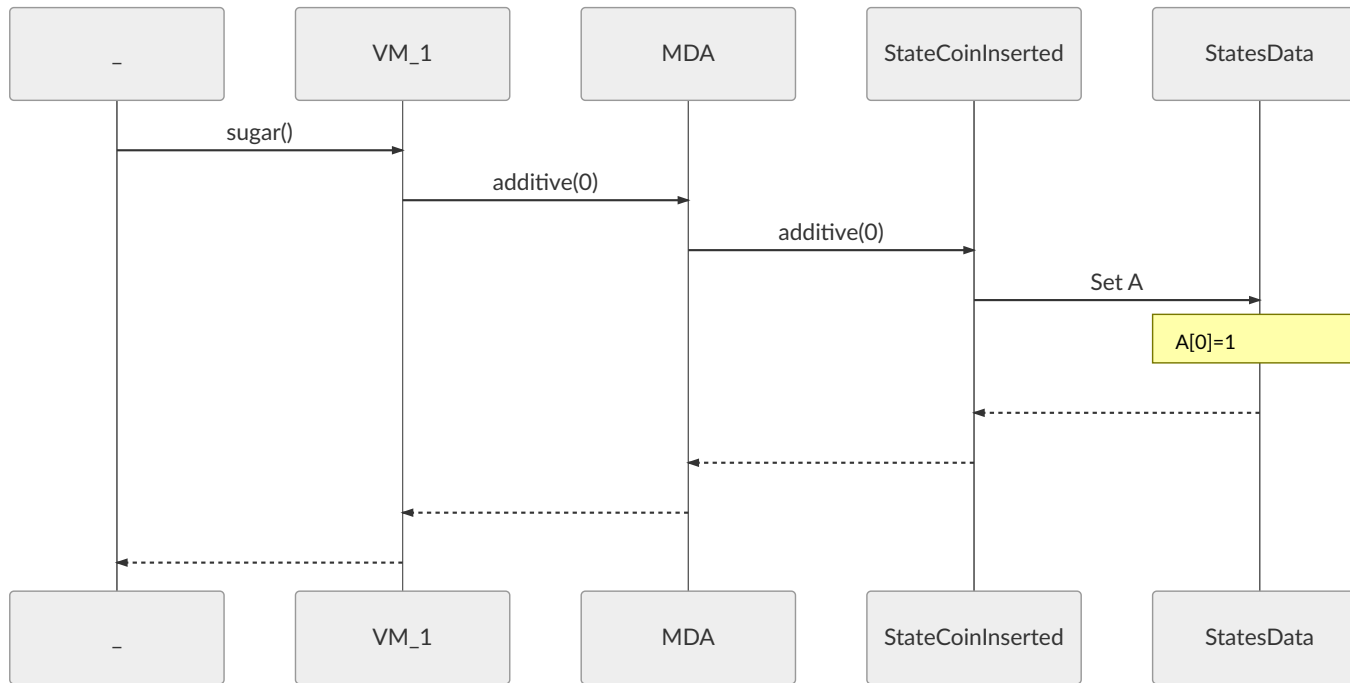 _
VM_1
MDA
StateCoinInserted
StatesData
sugar()
additive(0)
additive(0)
Set A
A[0]=1
_
VM_1
MDA
StateCoinInserted
StatesData